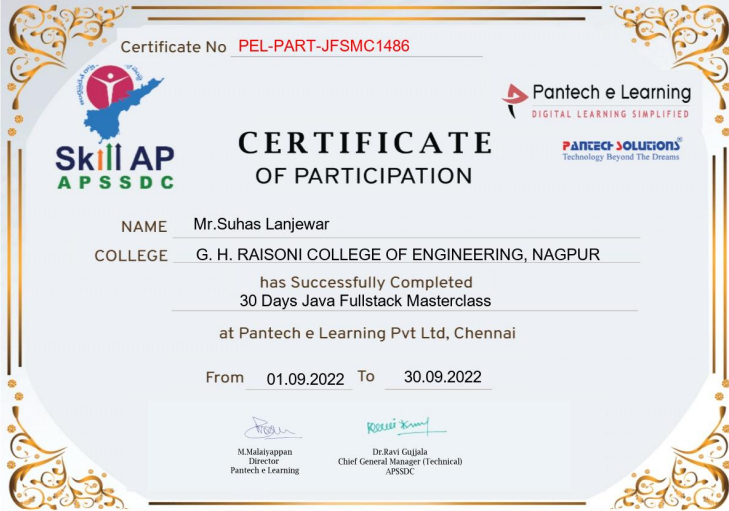 Certificate No PEL-PART-JFSMC1486
Skill AP
APSSDC
Pantech e Learning
DIGITAL LEARNING SIMPLIFIED
PANTECH SOLUTIONS
Technology Beyond The Dreams
CERTIFICATE
OF PARTICIPATION
NAME Mr.Suhas Lanjewar
COLLEGE G. H. RAISONI COLLEGE OF ENGINEERING, NAGPUR
has Successfully Completed
30 Days Java Fullstack Masterclass
at Pantech e Learning Pvt Ltd, Chennai
From 01.09.2022 To 30.09.2022
M.Malaiyappan
Director
Pantech e Learning
Dr.Ravi Gujjala
Chief General Manager (Technical)
APSSDC